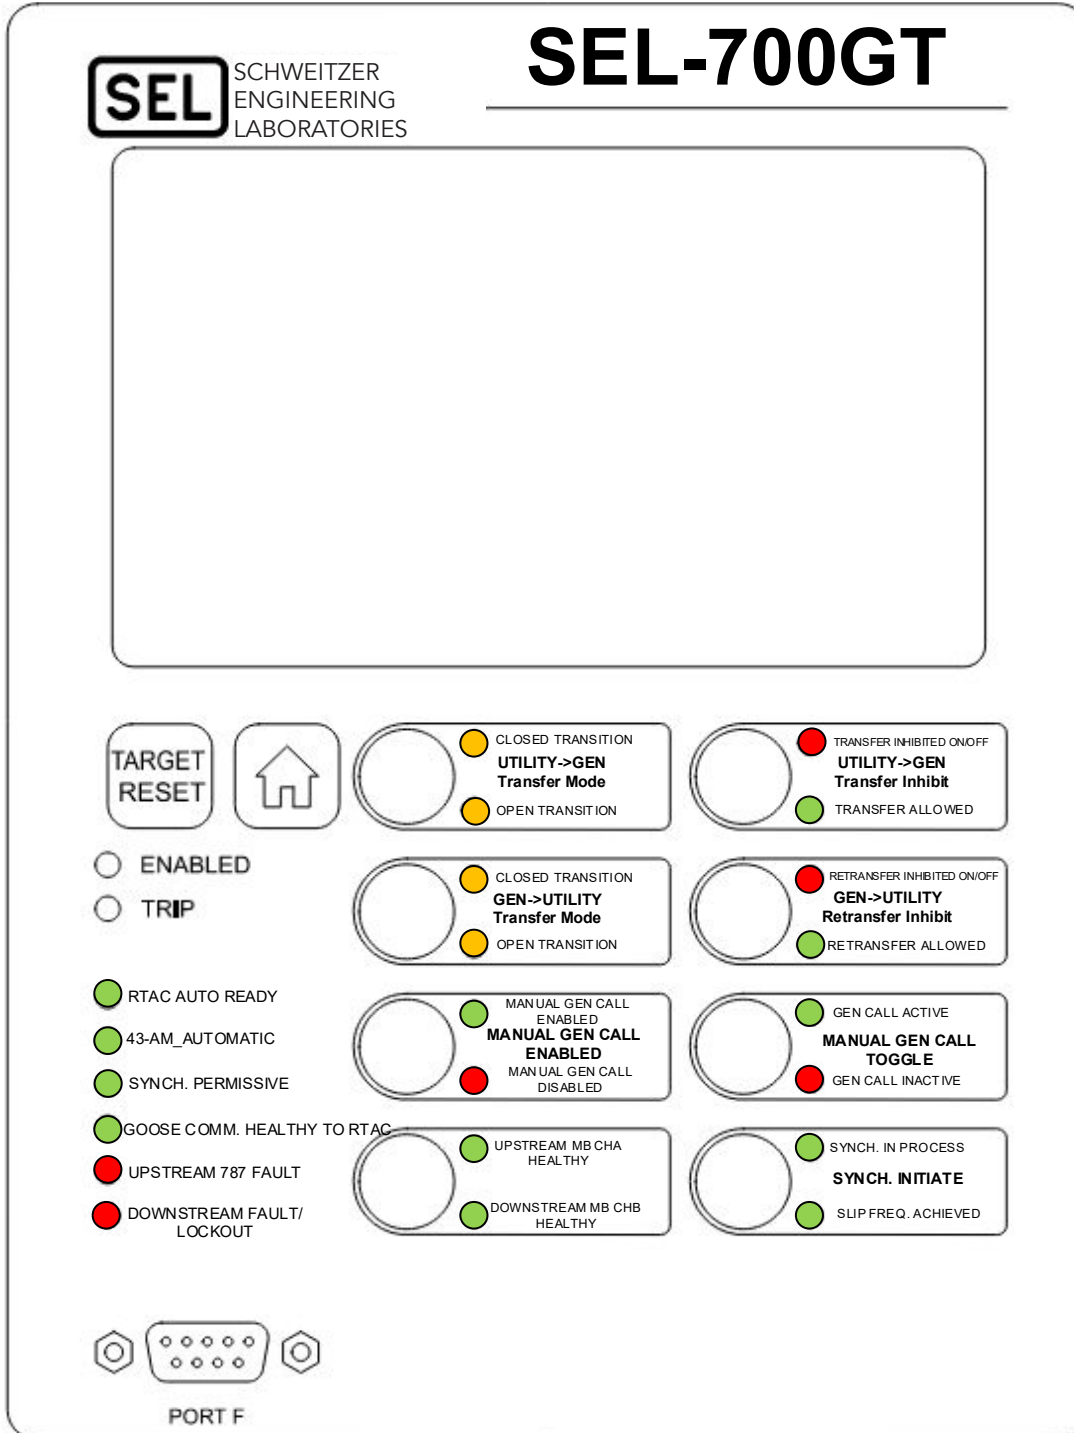 SEL-700GT
SEL
SCHWEITZER
ENGINEERING
LABORATORIES
TARGET
RESET
CLOSED TRANSITION
UTILITY->GEN
Transfer Mode
OPEN TRANSITION
TRANSFER INHIBITED ON/OFF
UTILITY->GEN
Transfer Inhibit
TRANSFER ALLOWED
ENABLED
TRIP
CLOSED TRANSITION
GEN->UTILITY
Transfer Mode
OPEN TRANSITION
RETRANSFER INHIBITED ON/OFF
GEN->UTILITY
Retransfer Inhibit
RETRANSFER ALLOWED
RTAC AUTO READY
43-AM_AUTOMATIC
SYNCH. PERMISSIVE
GOOSE COMM. HEALTHY TO RTAC
UPSTREAM 787 FAULT
DOWNSTREAM FAULT/
LOCKOUT
MANUAL GEN CALL
ENABLED
MANUAL GEN CALL
ENABLED
MANUAL GEN CALL
DISABLED
GEN CALL ACTIVE
MANUAL GEN CALL
TOGGLE
GEN CALL INACTIVE
UPSTREAM MB CHA
HEALTHY
DOWNSTREAM MB CHB
HEALTHY
SYNCH. IN PROCESS
SYNCH. INITIATE
SLIP FREQ. ACHIEVED
PORT F